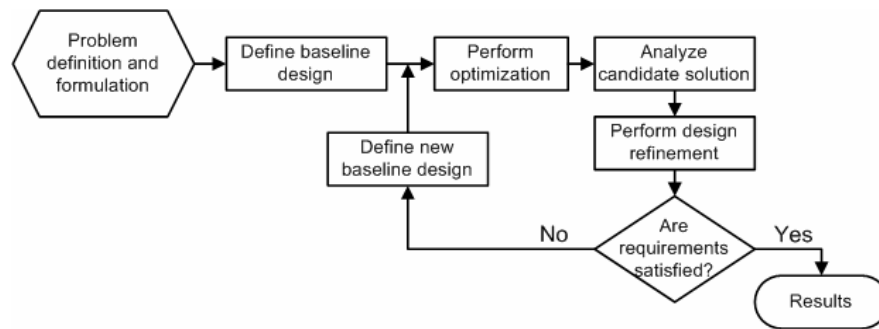 Problem
definition and
formulation
Define baseline
design
Perform
optimization
Analyze
candidate solution
Perform design
refinement
Define new
baseline design
Are
requirements
satisfied?
No
Yes
Results